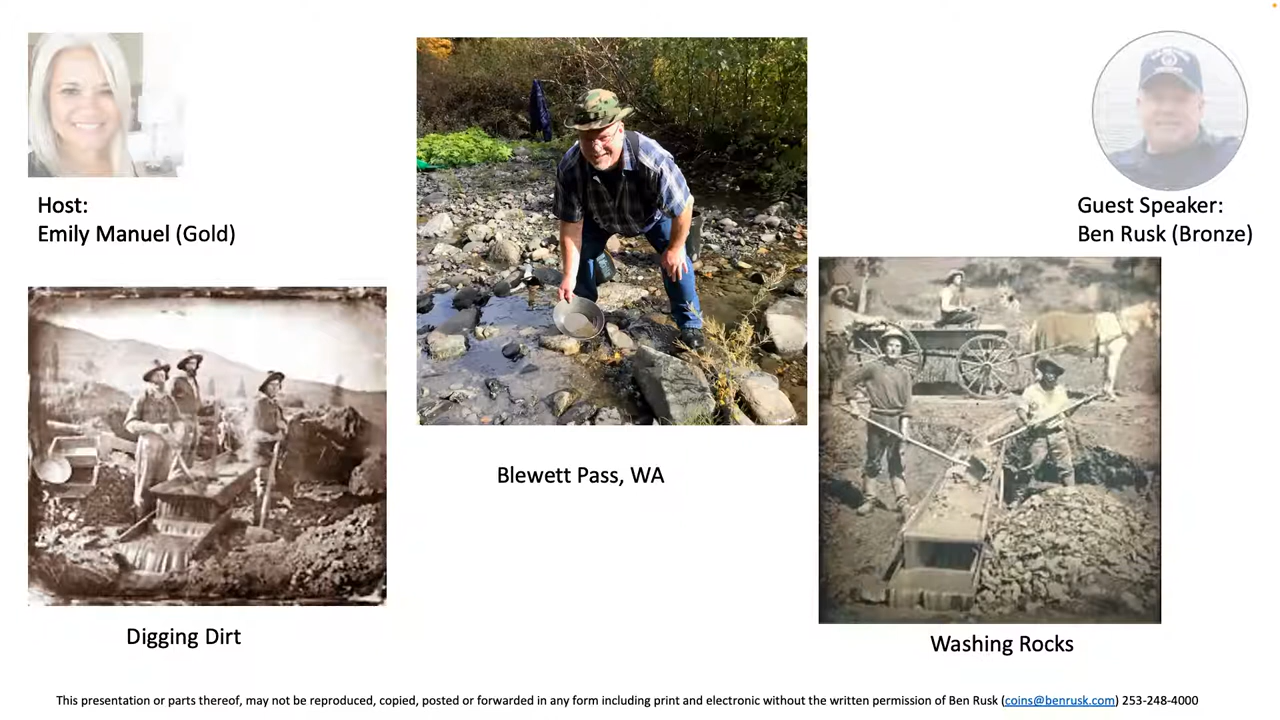 Host:
Emily Manuel (Gold)
Guest Speaker:
Ben Rusk (Bronze)
Blewett Pass, WA
Digging Dirt
Washing Rocks
This presentation or parts thereof, may not be reproduced, copied, posted or forwarded in any form including print and electronic without the written permission of Ben Rusk (coins@benrusk.com) 253-248-4000